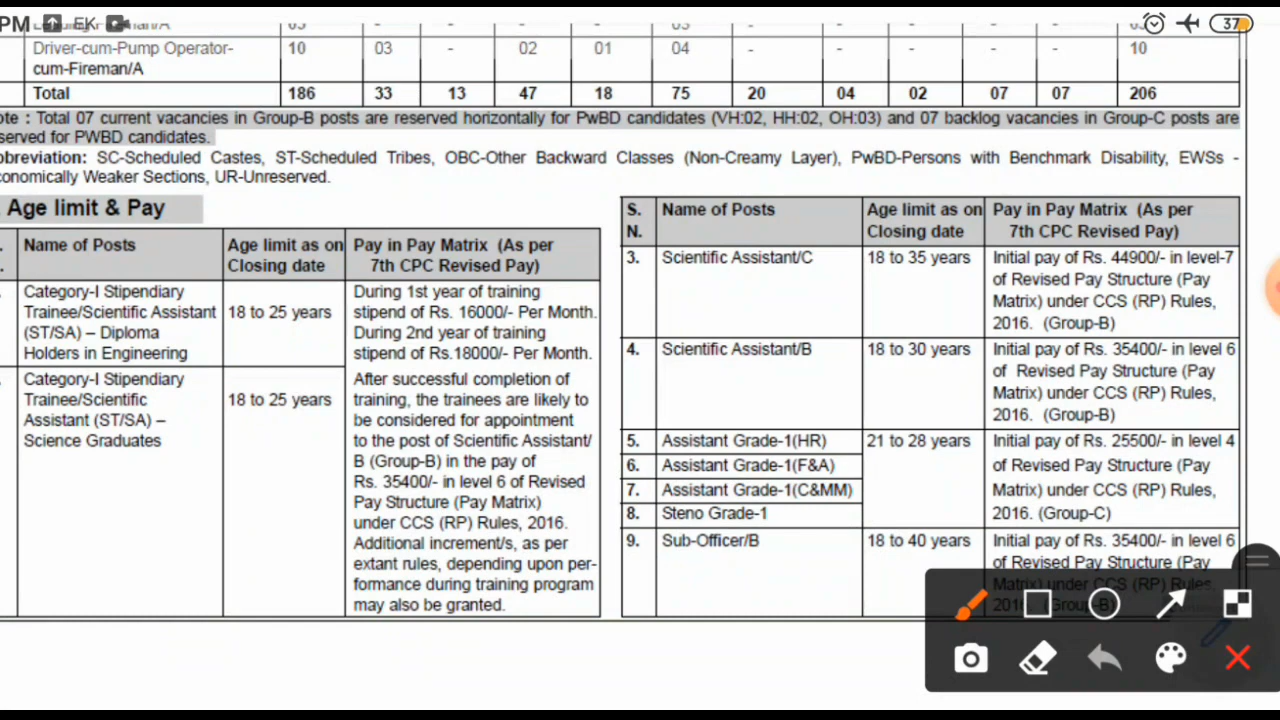 PM EK 37
Driver-cum-Pump Operator- 10 03 - 02 01 04 - - - - - 10
cum-Fireman/A
Total 186 33 13 47 18 75 20 04 02 07 07 206
: Total 07 current vacancies in Group-B posts are reserved horizontally for PwBD candidates (VH:02, HH:02, OH:03) and 07 backlog vacancies in Group-C posts are
served for PWBD candidates.
bbreviation: SC-Scheduled Castes, ST-Scheduled Tribes, OBC-Other Backward Classes (Non-Creamy Layer), PwBD-Persons with Benchmark Disability, EWSs -
conomically Weaker Sections, UR-Unreserved.
Age limit & Pay
Name of Posts Age limit as on Pay in Pay Matrix (As per
Closing date 7th CPC Revised Pay)
Category-I Stipendiary During 1st year of training
Trainee/Scientific Assistant 18 to 25 years stipend of Rs. 16000/- Per Month.
(ST/SA) – Diploma During 2nd year of training
Holders in Engineering stipend of Rs.18000/- Per Month.
Category-I Stipendiary After successful completion of
Trainee/Scientific 18 to 25 years training, the trainees are likely to
Assistant (ST/SA) – be considered for appointment
Science Graduates to the post of Scientific Assistant/
B (Group-B) in the pay of
Rs. 35400/- in level 6 of Revised
Pay Structure (Pay Matrix)
under CCS (RP) Rules, 2016.
Additional increment/s, as per
extant rules, depending upon per-
formance during training program
may also be granted.
S. Name of Posts Age limit as on Pay in Pay Matrix (As per
N. Closing date 7th CPC Revised Pay)
3. Scientific Assistant/C 18 to 35 years Initial pay of Rs. 44900/- in level-7
of Revised Pay Structure (Pay
Matrix) under CCS (RP) Rules,
2016. (Group-B)
4. Scientific Assistant/B 18 to 30 years Initial pay of Rs. 35400/- in level 6
of Revised Pay Structure (Pay
Matrix) under CCS (RP) Rules,
2016. (Group-B)
5. Assistant Grade-1(HR) 21 to 28 years Initial pay of Rs. 25500/- in level 4
6. Assistant Grade-1(F&A) of Revised Pay Structure (Pay
7. Assistant Grade-1(C&MM) Matrix) under CCS (RP) Rules,
8. Steno Grade-1 2016. (Group-C)
9. Sub-Officer/B 18 to 40 years Initial pay of Rs. 35400/- in level 6
of Revised Pay Structure (Pay
Matrix) under CCS (RP) Rules,
(Group-B)